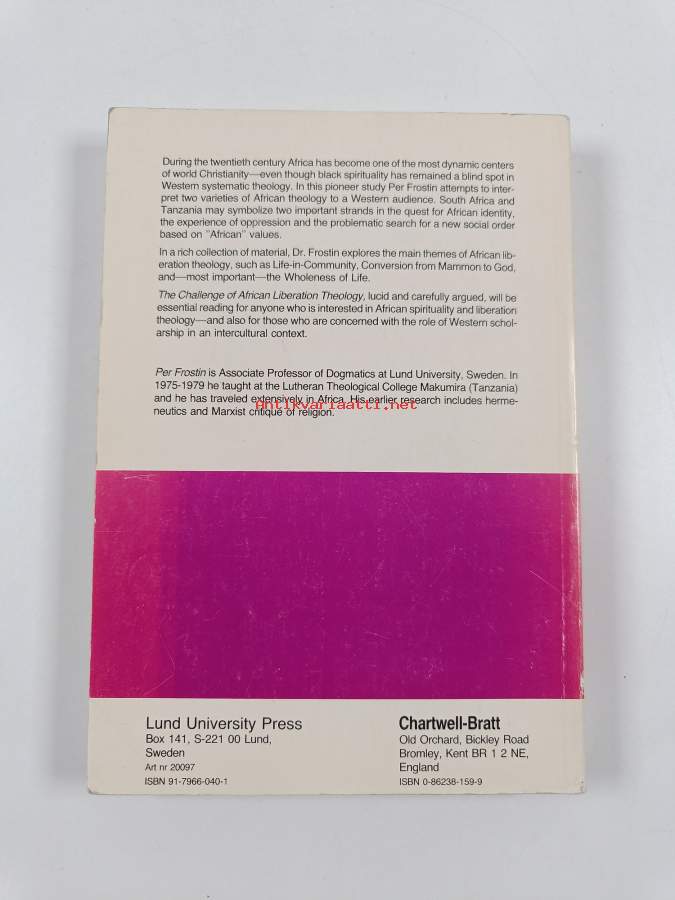 During the twentieth century Africa has become one of the most dynamic centers
of world Christianity—even though black spirituality has remained a blind spot in
Western systematic theology. In this pioneer study Per Frostin attempts to inter-
pret two varieties of African theology to a Western audience. South Africa and
Tanzania may symbolize two important strands in the quest for African identity,
the experience of oppression and the problematic search for a new social order
based on "African" values.
In a rich collection of material, Dr. Frostin explores the main themes of African lib-
eration theology, such as Life-in-Community, Conversion from Mammon to God,
and—most important—the Wholeness of Life.
The Challenge of African Liberation Theology, lucid and carefully argued, will be
essential reading for anyone who is interested in African spirituality and liberation
theology—and also for those who are concerned with the role of Western schol-
arship in an intercultural context.
Per Frostin is Associate Professor of Dogmatics at Lund University, Sweden. In
1975-1979 he taught at the Lutheran Theological College Makumira (Tanzania)
and he has traveled extensively in Africa. His earlier research includes herme-
neutics and Marxist critique of religion.
Antikvariaatti.net
Lund University Press
Box 141, S-221 00 Lund,
Sweden
Art nr 20097
ISBN 91-7966-040-1
Chartwell-Bratt
Old Orchard, Bickley Road
Bromley, Kent BR 1 2 NE,
England
ISBN 0-86238-159-9